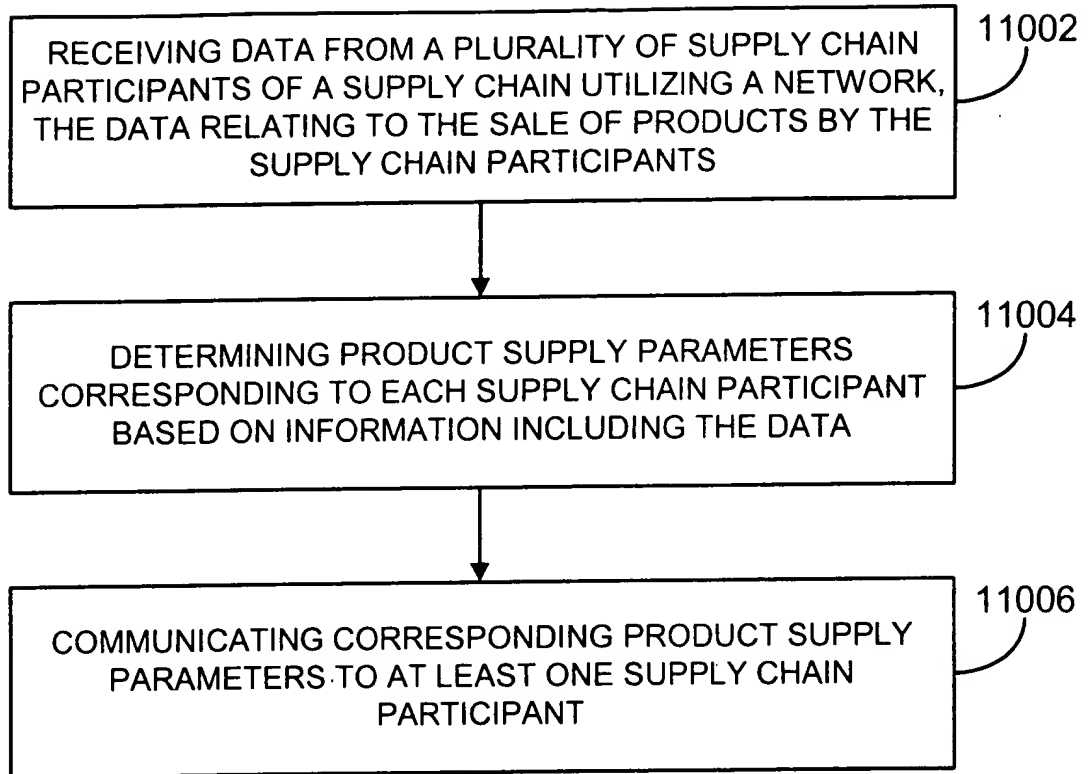 RECEIVING DATA FROM A PLURALITY OF SUPPLY CHAIN
PARTICIPANTS OF A SUPPLY CHAIN UTILIZING A NETWORK,
THE DATA RELATING TO THE SALE OF PRODUCTS BY THE
SUPPLY CHAIN PARTICIPANTS
11002
DETERMINING PRODUCT SUPPLY PARAMETERS
CORRESPONDING TO EACH SUPPLY CHAIN PARTICIPANT
BASED ON INFORMATION INCLUDING THE DATA
11004
COMMUNICATING CORRESPONDING PRODUCT SUPPLY
PARAMETERS TO AT LEAST ONE SUPPLY CHAIN
PARTICIPANT
11006